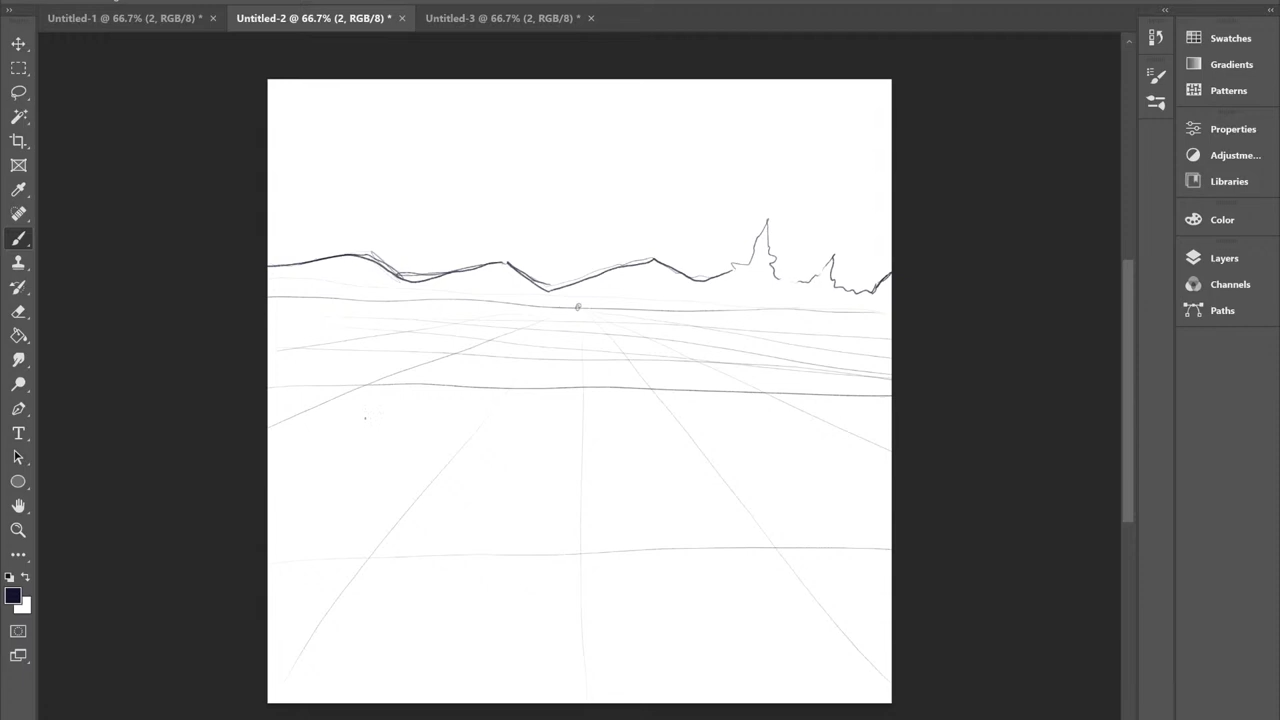 Untitled-1 @ 66.7% (2, RGB/8) *
Untitled-2 @ 66.7% (2, RGB/8) *
Untitled-3 @ 66.7% (2, RGB/8) *
Swatches
Gradients
Patterns
Properties
Adjustme...
Libraries
Color
Layers
Channels
Paths